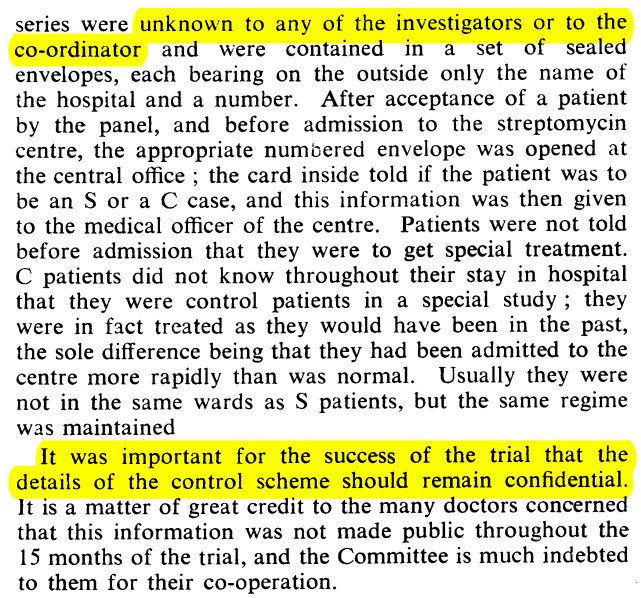 series were unknown to any of the investigators or to the
co-ordinator and were contained in a set of sealed
envelopes, each bearing on the outside only the name of
the hospital and a number. After acceptance of a patient
by the panel, and before admission to the streptomycin
centre, the appropriate numbered envelope was opened at
the central office ; the card inside told if the patient was to
be an S or a C case, and this information was then given
to the medical officer of the centre. Patients were not told
before admission that they were to get special treatment.
C patients did not know throughout their stay in hospital
that they were control patients in a special study ; they
were in fact treated as they would have been in the past,
the sole difference being that they had been admitted to the
centre more rapidly than was normal. Usually they were
not in the same wards as S patients, but the same regime
was maintained
It was important for the success of the trial that the
details of the control scheme should remain confidential.
It is a matter of great credit to the many doctors concerned
that this information was not made public throughout the
15 months of the trial, and the Committee is much indebted
to them for their co-operation.